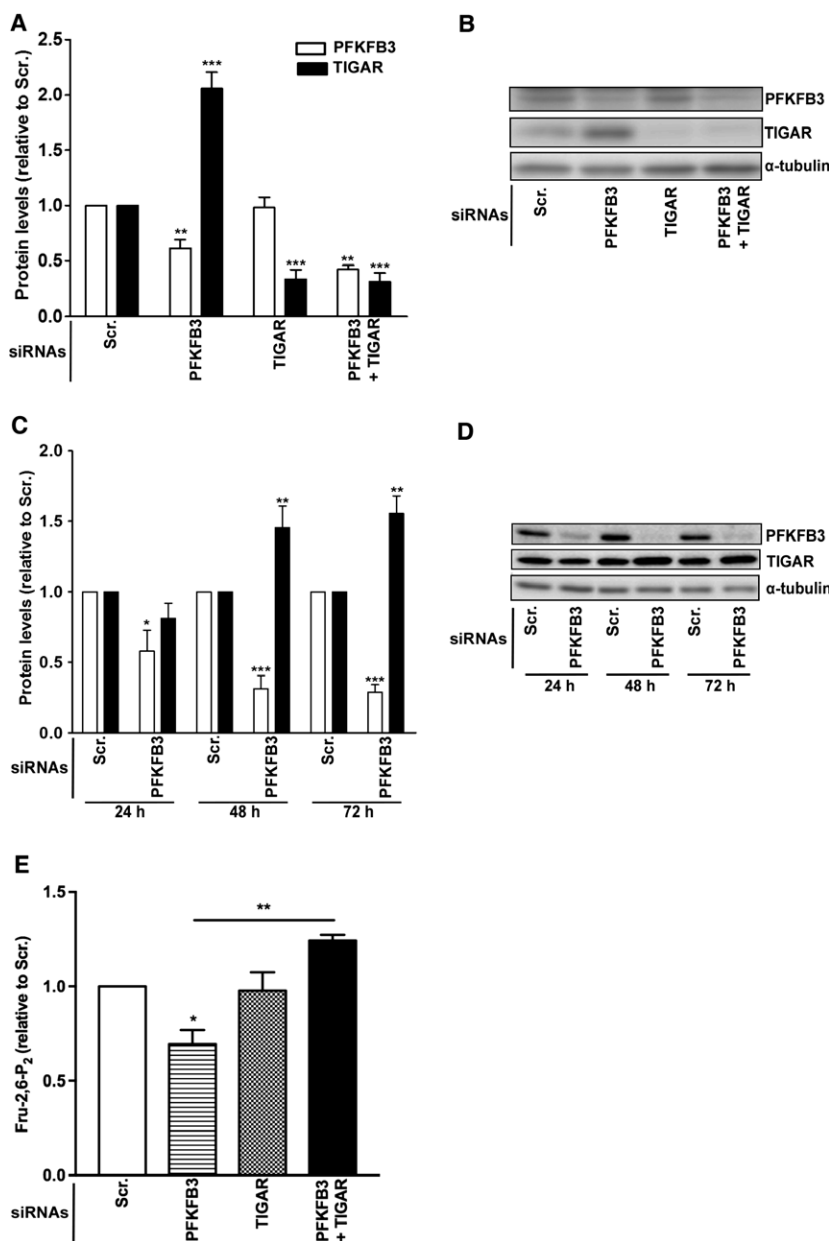 A
Protein levels (relative to Scr.)
2.5
2.0
1.5
1.0
0.5
0.0
PFKFB3
TIGAR
***
**
***
**
***
siRNAs
Scr.
PFKFB3
TIGAR
PFKFB3
+ TIGAR
B
PFKFB3
TIGAR
α-tubulin
siRNAs
Scr.
PFKFB3
TIGAR
PFKFB3
+ TIGAR
C
Protein levels (relative to Scr.)
2.0
1.5
1.0
0.5
0.0
*
***
**
***
**
siRNAs
Scr.
PFKFB3
Scr.
PFKFB3
Scr.
PFKFB3
24 h
48 h
72 h
D
PFKFB3
TIGAR
α-tubulin
siRNAs
Scr.
PFKFB3
Scr.
PFKFB3
Scr.
PFKFB3
24 h
48 h
72 h
E
Fru-2,6-P₂ (relative to Scr.)
1.5
1.0
0.5
0.0
**
*
siRNAs
Scr.
PFKFB3
TIGAR
PFKFB3
+ TIGAR